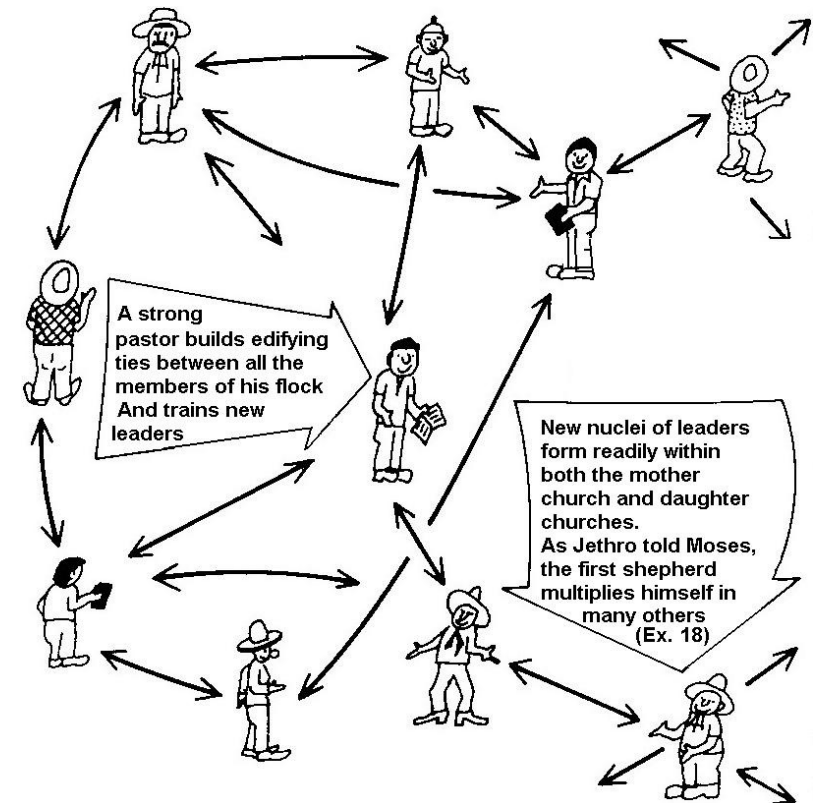 A strong
pastor builds edifying
ties between all the
members of his flock
And trains new
leaders
New nuclei of leaders
form readily within
both the mother
church and daughter
churches.
As Jethro told Moses,
the first shepherd
multiplies himself in
many others
(Ex. 18)